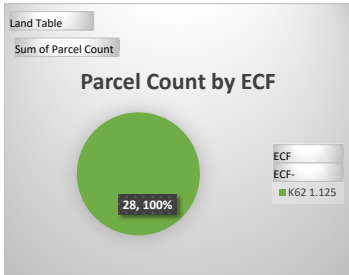 Land Table
Sum of Parcel Count
Parcel Count by ECF
28, 100%
ECF
ECF-
K62 1.125